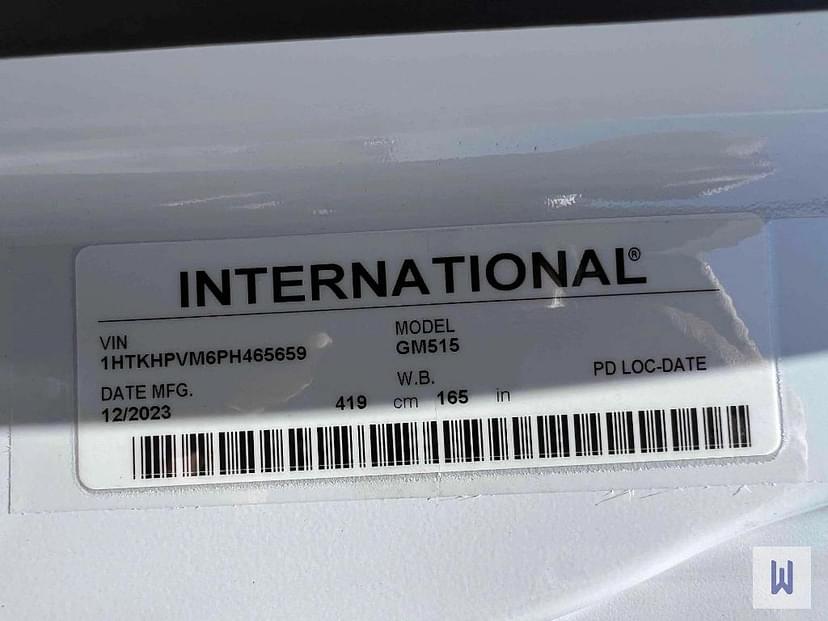 INTERNATIONAL®
VIN
1HTKHPVM6PH465659
MODEL
GM515
DATE MFG.
12/2023
W.B.
419 cm 165 in
PD LOC-DATE
W